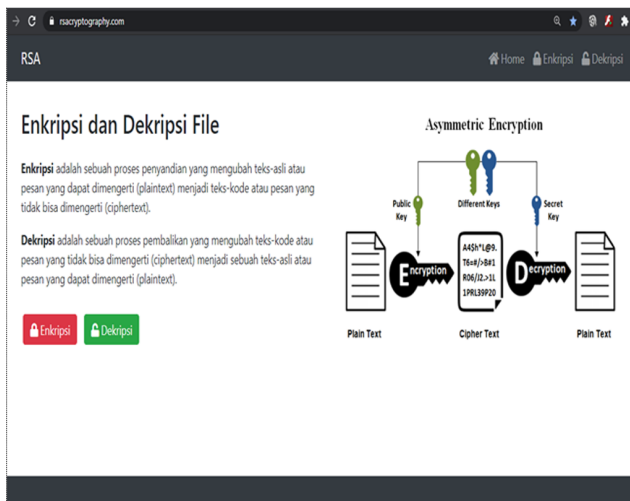 rsacryptography.com
RSA
Home Enkripsi Dekripsi
Enkripsi dan Dekripsi File
Enkripsi adalah sebuah proses penyandian yang mengubah teks-asli atau
pesan yang dapat dimengerti (plaintext) menjadi teks-kode atau pesan yang
tidak bisa dimengerti (ciphertext).
Dekripsi adalah sebuah proses pembalikan yang mengubah teks-kode atau
pesan yang tidak bisa dimengerti (ciphertext) menjadi sebuah teks-asli atau
pesan yang dapat dimengerti (plaintext).
Enkripsi Dekripsi
Asymmetric Encryption
Public
Key
Different Keys
Secret
Key
Encryption
A4$h*L@9.
T6=#/>B#1
R06/J2.>1L
1PRL39P20
Decryption
Plain Text
Cipher Text
Plain Text